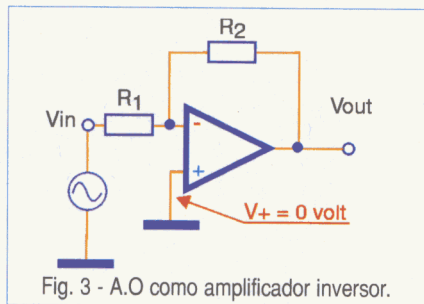 R2
R1
Vin
Vout
-
+
V+ = 0 volt
Fig. 3 - A.O como amplificador inversor.